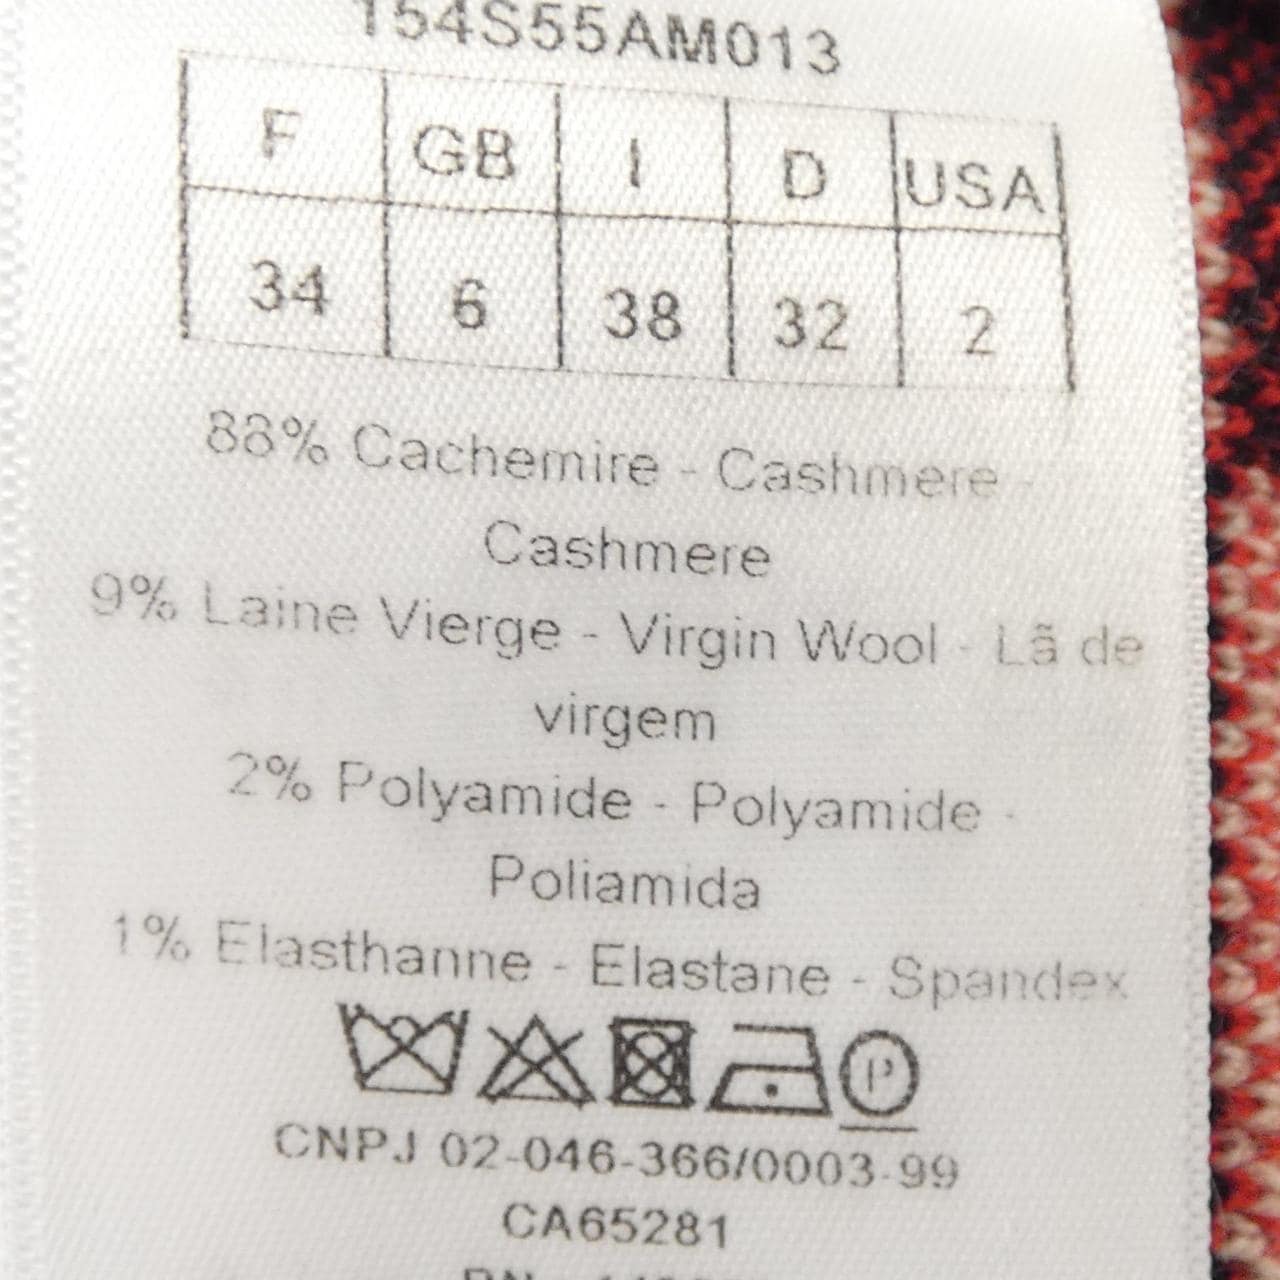 154S55AM013
F GB I D USA
34 6 38 32 2
88% Cachemire - Cashmere -
Cashmere
9% Laine Vierge - Virgin Wool - Lã de
virgem
2% Polyamide - Polyamide -
Poliamida
1% Elasthanne - Elastane - Spandex
P
CNPJ 02-046-366/0003-99
CA65281